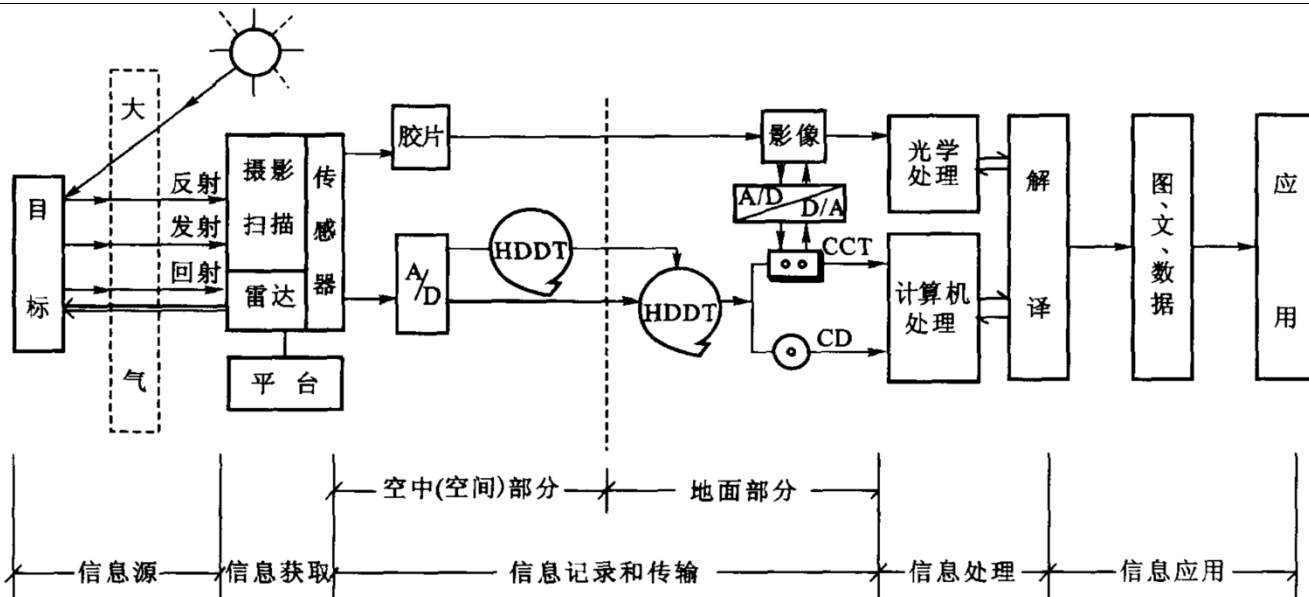 大
气
目
标
反射
发射
回射
摄影
扫描
雷达
传
感
器
平 台
胶片
A/D
HDDT
HDDT
影像
A/D
D/A
CCT
CD
光学
处理
计算机
处理
解
译
图、文、数据
应
用
空中(空间)部分
地面部分
信息源
信息获取
信息记录和传输
信息处理
信息应用